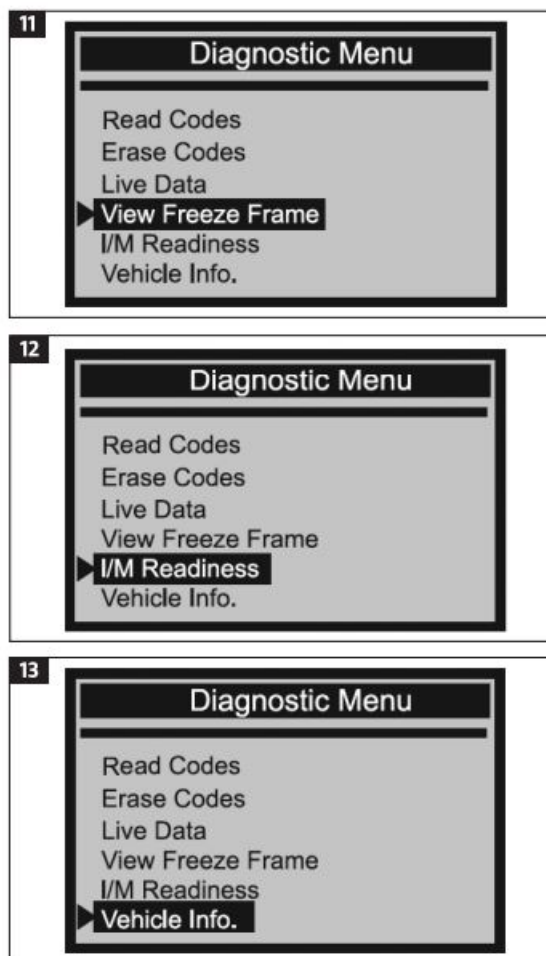 11
Diagnostic Menu
Read Codes
Erase Codes
Live Data
View Freeze Frame
I/M Readiness
Vehicle Info.
12
Diagnostic Menu
Read Codes
Erase Codes
Live Data
View Freeze Frame
I/M Readiness
Vehicle Info.
13
Diagnostic Menu
Read Codes
Erase Codes
Live Data
View Freeze Frame
I/M Readiness
Vehicle Info.